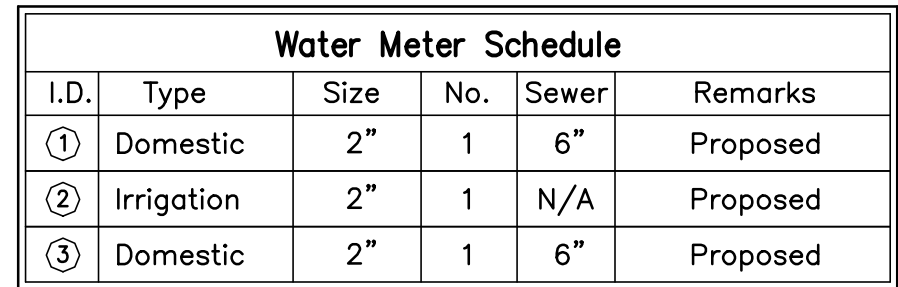 Water Meter Schedule
I.D. Type Size No. Sewer Remarks
1 Domestic 2" 1 6" Proposed
2 Irrigation 2" 1 N/A Proposed
3 Domestic 2" 1 6" Proposed